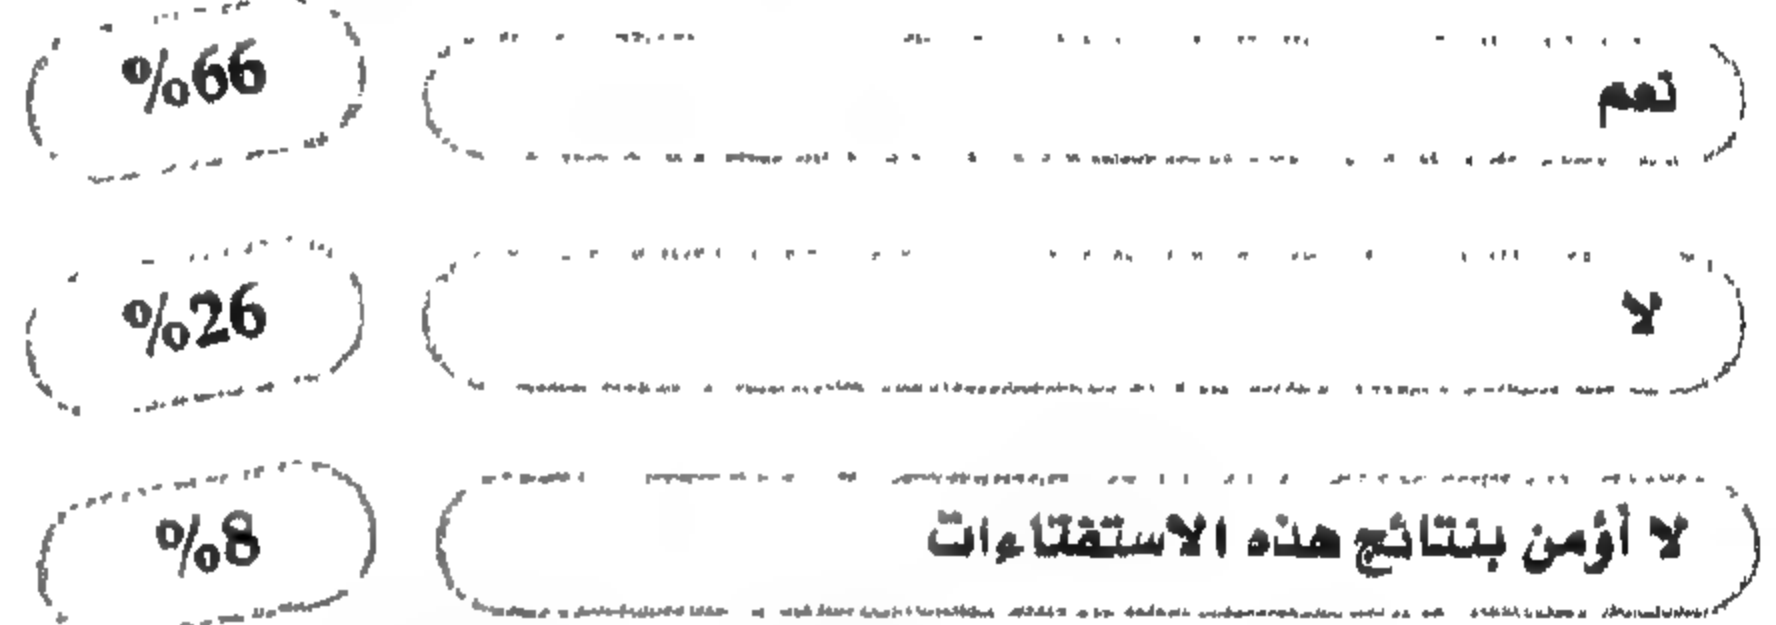 نعم %66
لا %26
لا أؤمن بنتائج هذه الاستفتاءات %8